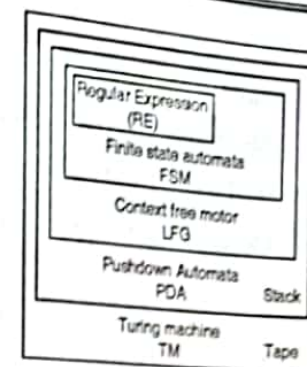 Regular Expression
(RE)
Finite state automata
FSM
Context free motor
LFG
Pushdown Automata
PDA Stack
Turing machine
TM Tape